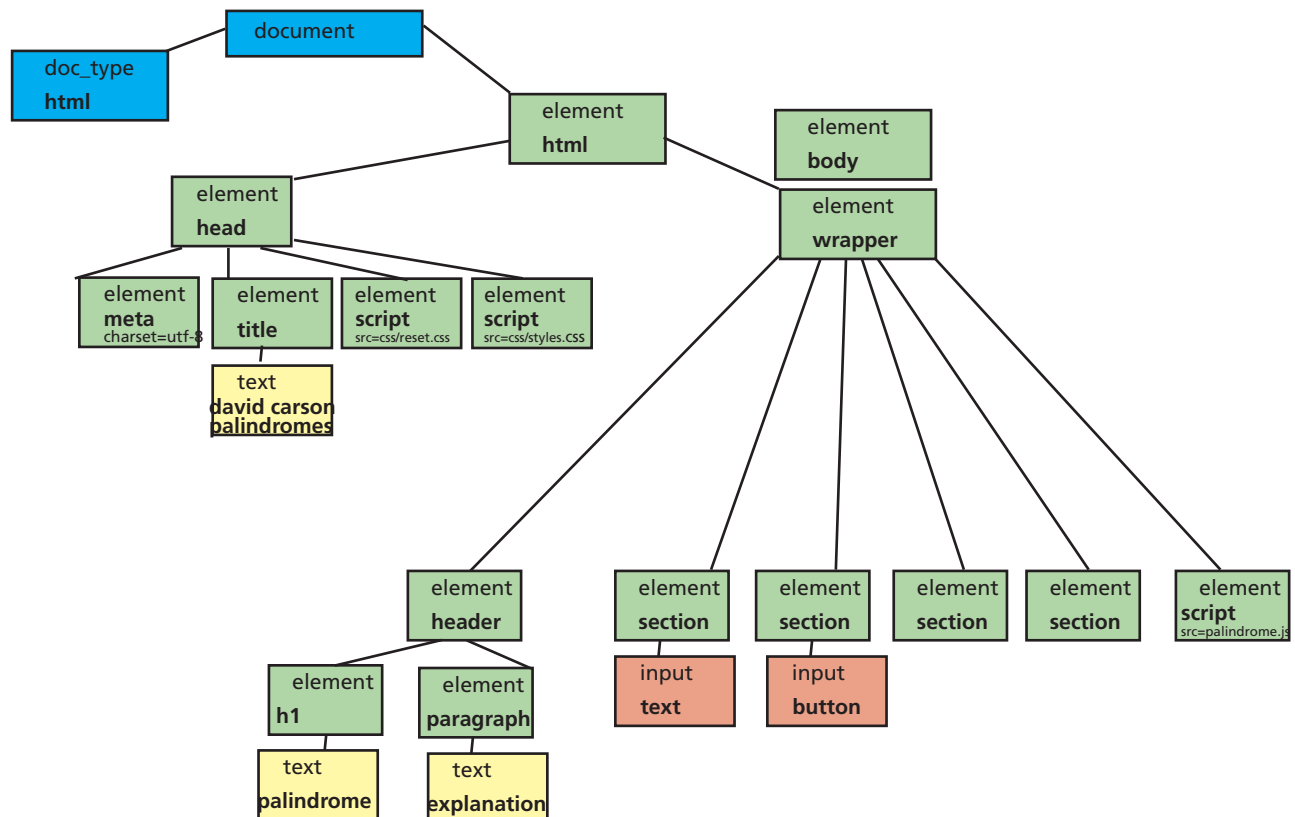 document
doc_type
html
element
html
element
body
element
head
element
wrapper
element
meta
charset=utf-8
element
title
element
script
src=css/reset.css
element
script
src=css/styles.css
text
david carson
palindromes
element
header
element
section
element
section
element
section
element
section
element
script
src=palindrome.js
element
h1
element
paragraph
input
text
input
button
text
palindrome
text
explanation